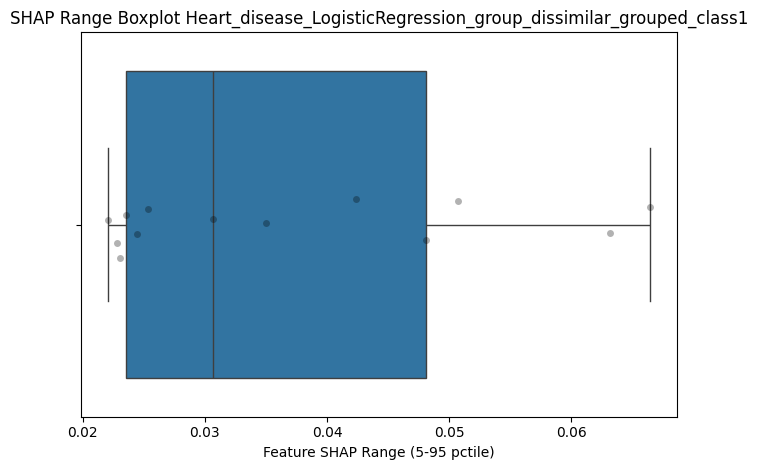 SHAP Range Boxplot Heart_disease_LogisticRegression_group_dissimilar_grouped_class1
0.02 0.03 0.04 0.05 0.06
Feature SHAP Range (5-95 pctile)